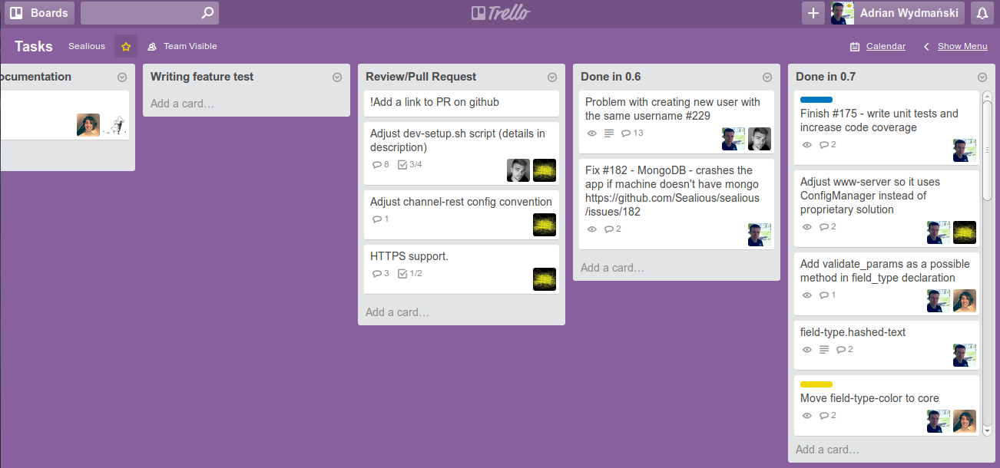 Boards
Trello
Adrian Wydmański
Tasks
Sealious
Team Visible
Calendar
Show Menu
ocumentation
Writing feature test
Add a card…
Review/Pull Request
!Add a link to PR on github
Adjust dev-setup.sh script (details in
description)
8 3/4
Adjust channel-rest config convention
1
HTTPS support.
3 1/2
Add a card…
Done in 0.6
Problem with creating new user with
the same username #229
13
Fix #182 - MongoDB - crashes the
app if machine doesn't have mongo
https://github.com/Sealious/sealious
/issues/182
2
Add a card…
Done in 0.7
Finish #175 - write unit tests and
increase code coverage
2
Adjust www-server so it uses
ConfigManager instead of
proprietary solution
2
Add validate_params as a possible
method in field_type declaration
1
field-type.hashed-text
2
Move field-type-color to core
2
Add a card…